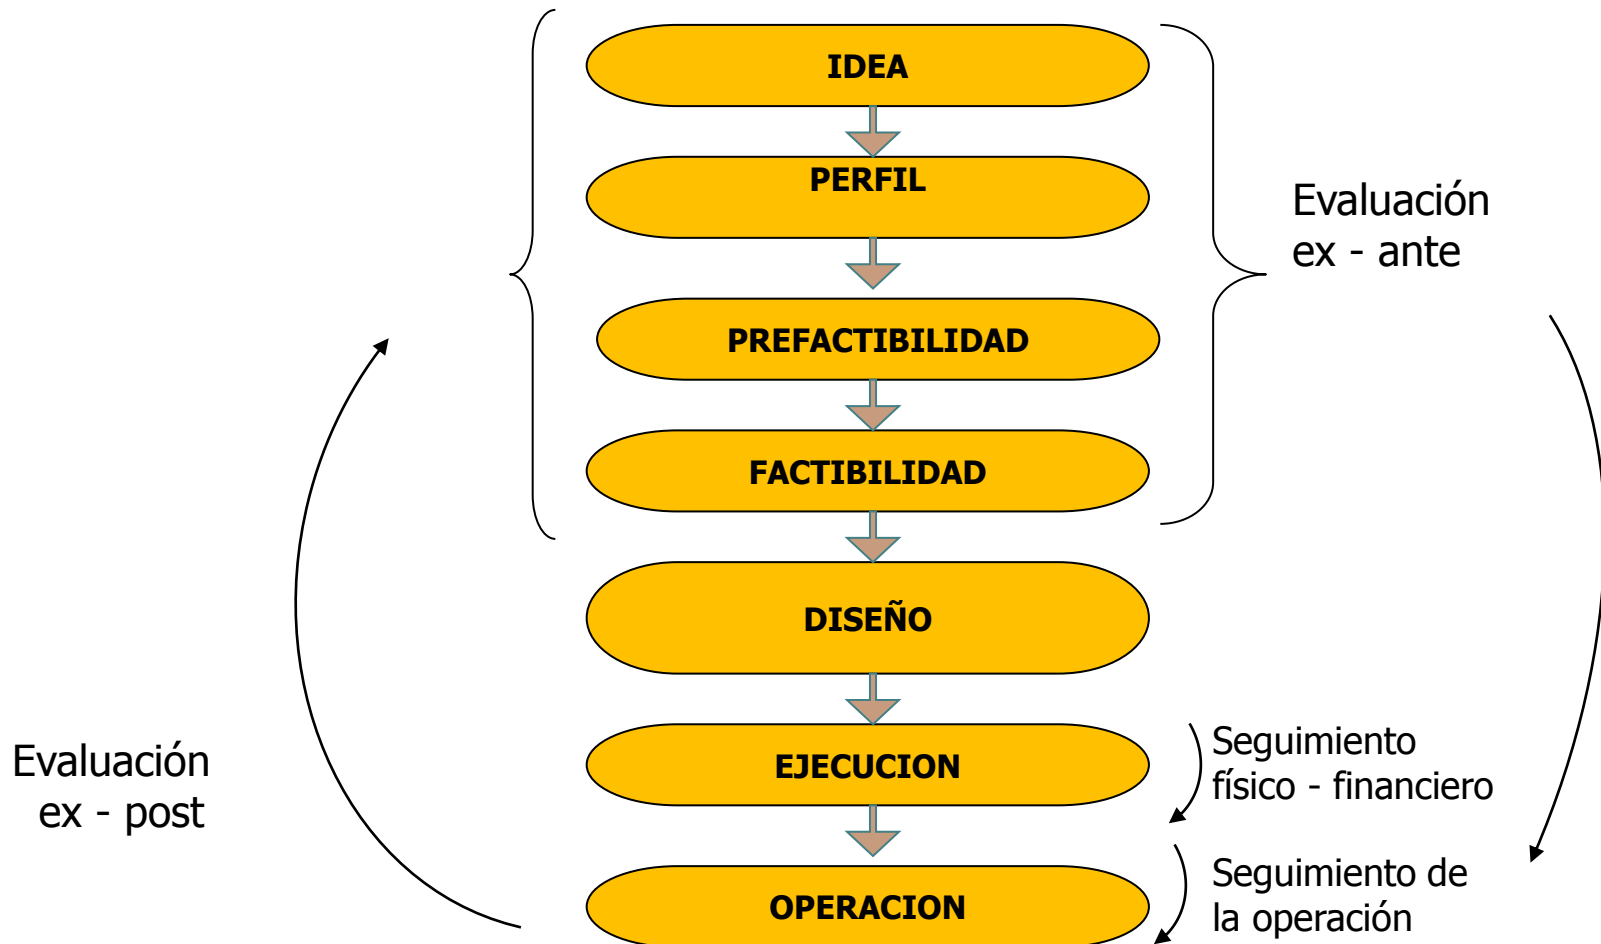 IDEA
PERFIL
Evaluación
ex - ante
PREFACTIBILIDAD
FACTIBILIDAD
DISEÑO
EJECUCION
Seguimiento
físico - financiero
Evaluación
ex - post
OPERACION
Seguimiento de
la operación